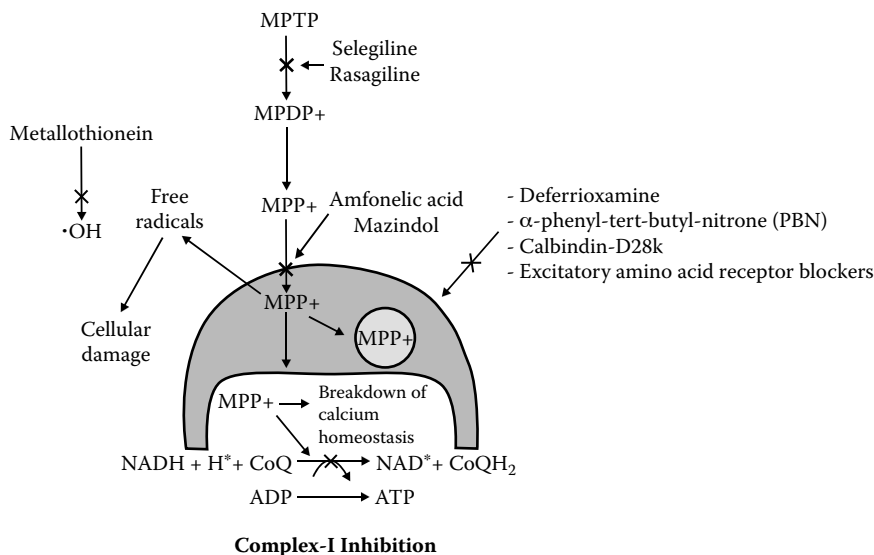 MPTP
Selegiline
Rasagiline
MPDP+
Metallothionein
·OH
Free
radicals
Cellular
damage
MPP+
Amfonelic acid
Mazindol
- Deferrioxamine
- α-phenyl-tert-butyl-nitrone (PBN)
- Calbindin-D28k
- Excitatory amino acid receptor blockers
MPP+
MPP+
MPP+
Breakdown of
calcium
homeostasis
NADH + H*+ CoQ
NAD*+ CoQH₂
ADP
ATP
Complex-I Inhibition